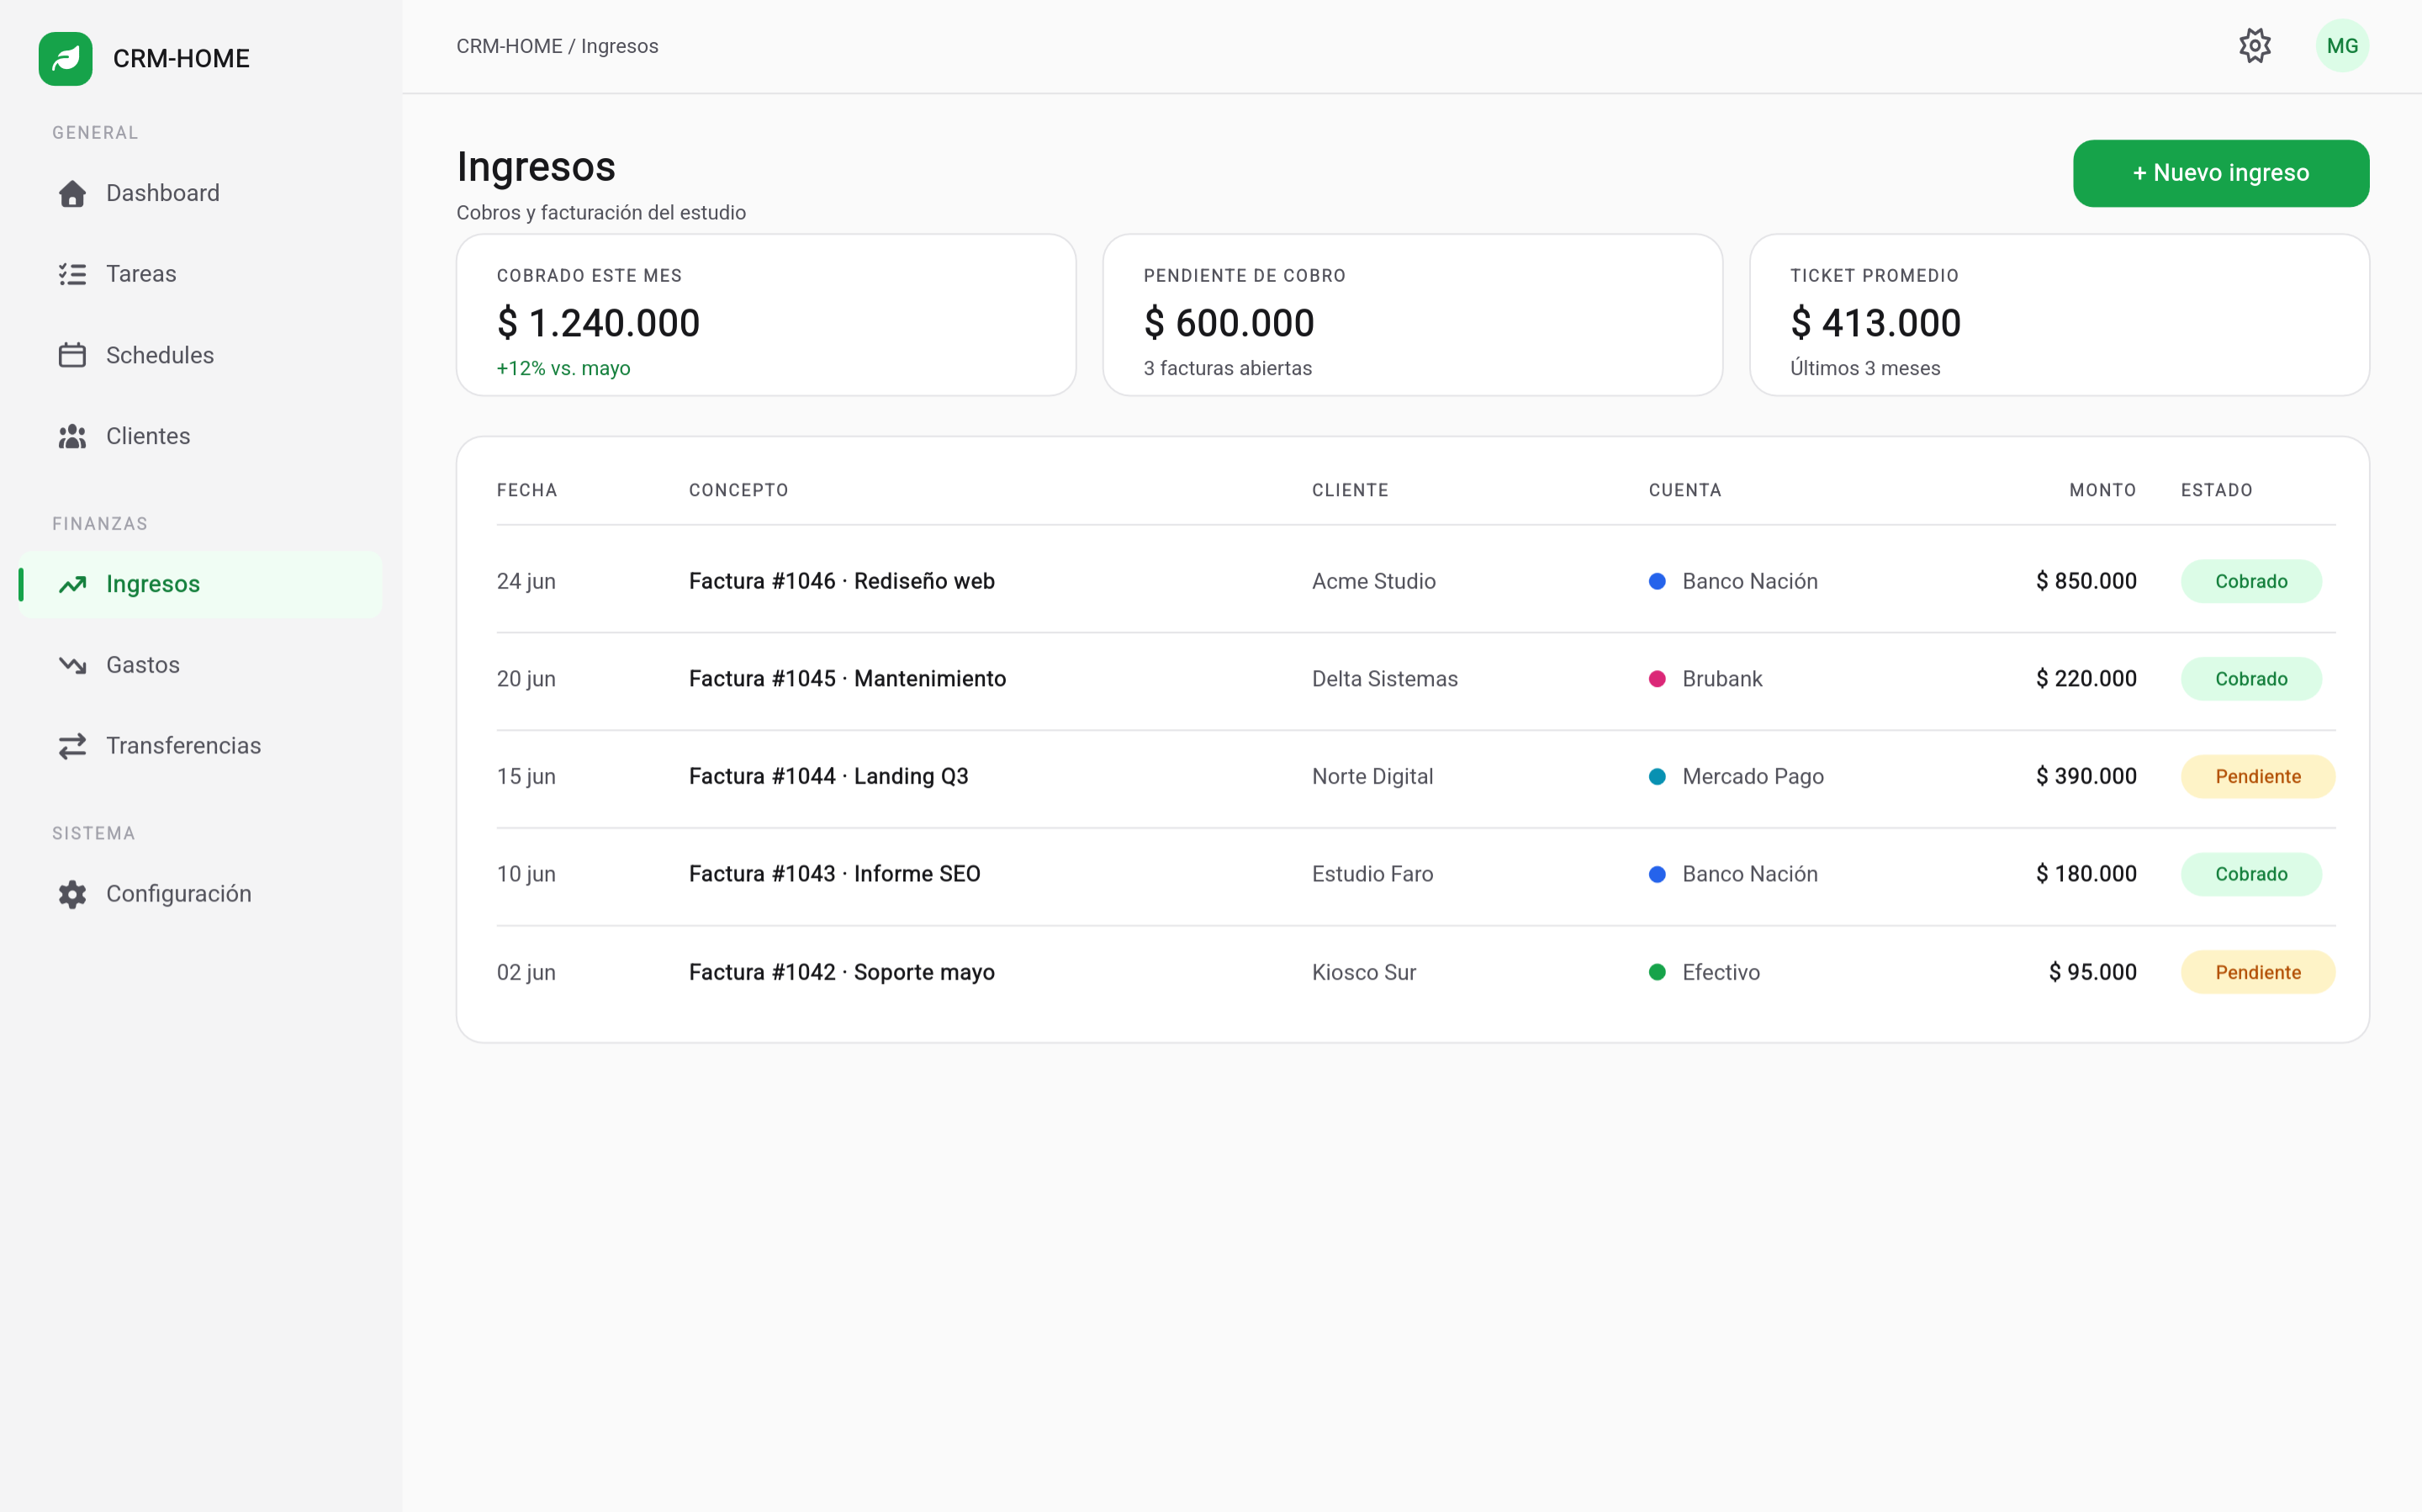 CRM-HOME
GENERAL
Dashboard
Tareas
Schedules
Clientes
FINANZAS
Ingresos
Gastos
Transferencias
SISTEMA
Configuración
CRM-HOME / Ingresos
MG
Ingresos
Cobros y facturación del estudio
+ Nuevo ingreso
COBRADO ESTE MES
$ 1.240.000
+12% vs. mayo
PENDIENTE DE COBRO
$ 600.000
3 facturas abiertas
TICKET PROMEDIO
$ 413.000
Últimos 3 meses
FECHA CONCEPTO CLIENTE CUENTA MONTO ESTADO
24 jun Factura #1046 · Rediseño web Acme Studio Banco Nación $ 850.000 Cobrado
20 jun Factura #1045 · Mantenimiento Delta Sistemas Brubank $ 220.000 Cobrado
15 jun Factura #1044 · Landing Q3 Norte Digital Mercado Pago $ 390.000 Pendiente
10 jun Factura #1043 · Informe SEO Estudio Faro Banco Nación $ 180.000 Cobrado
02 jun Factura #1042 · Soporte mayo Kiosco Sur Efectivo $ 95.000 Pendiente